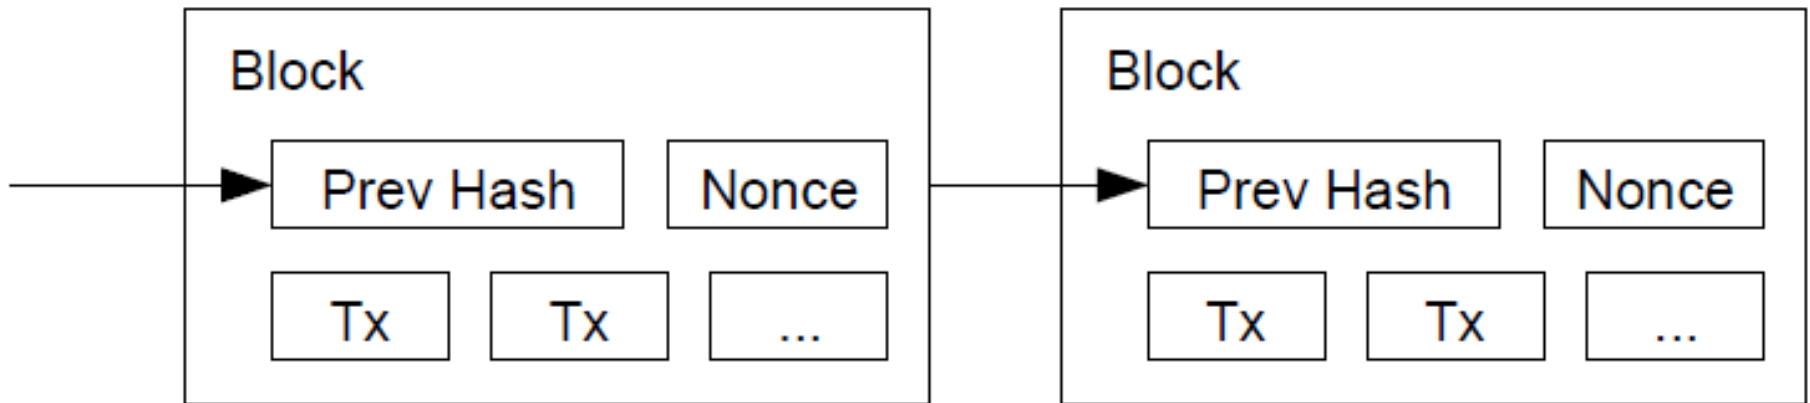 Block
Prev Hash Nonce
Tx Tx ...
Block
Prev Hash Nonce
Tx Tx ...